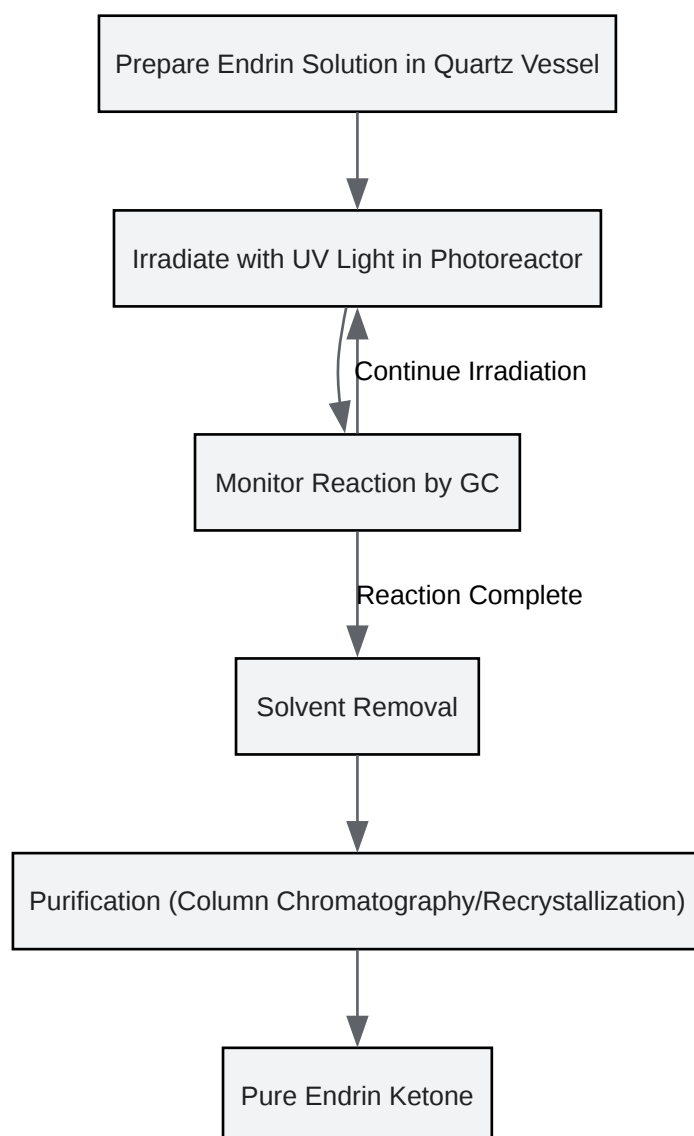 Prepare Endrin Solution in Quartz Vessel
Irradiate with UV Light in Photoreactor
Continue Irradiation
Monitor Reaction by GC
Reaction Complete
Solvent Removal
Purification (Column Chromatography/Recrystallization)
Pure Endrin Ketone